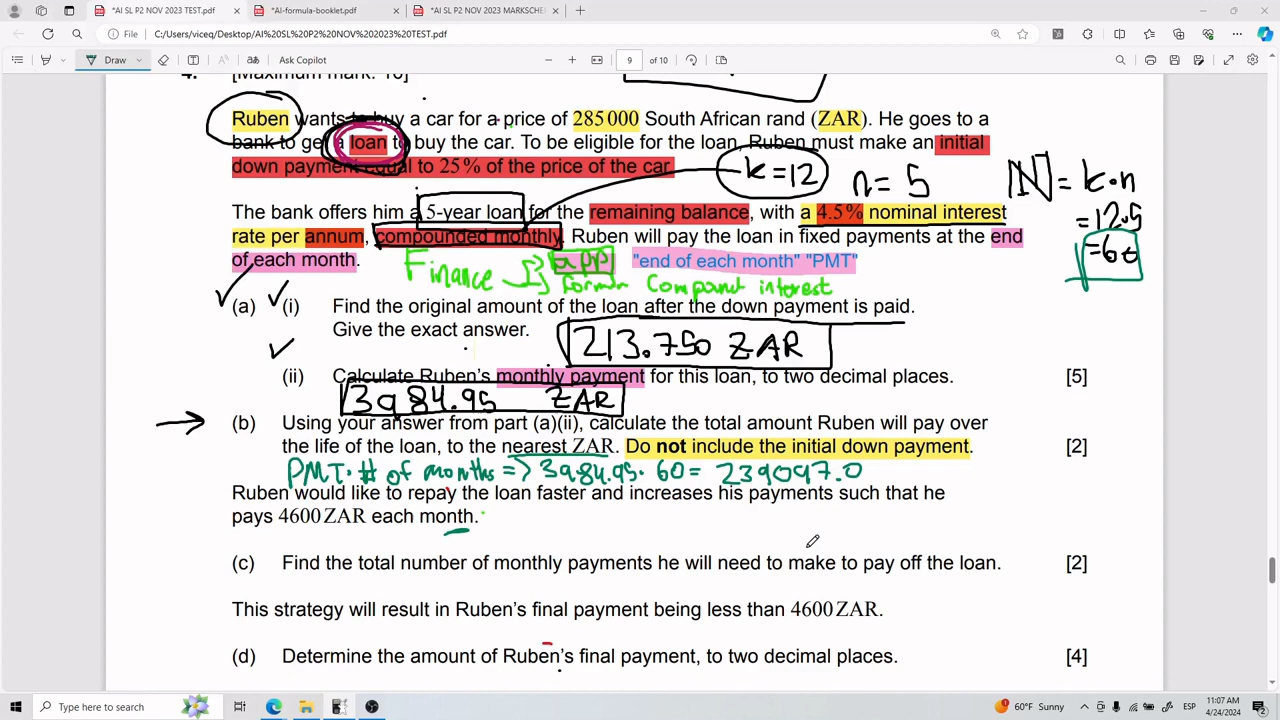 *AI SL P2 NOV 2023 TEST.pdf
*AI-formula-booklet.pdf
*AI SL P2 NOV 2023 MARKSCHE
File
C:/Users/viceq/Desktop/AI%20SL%20P2%20NOV%202023%20TEST.pdf
Draw
Ask Copilot
9
of 10
[Maximum mark: 16]
Ruben wants to buy a car for a price of 285 000 South African rand (ZAR). He goes to a
bank to get a loan to buy the car. To be eligible for the loan, Ruben must make an initial
down payment equal to 25 % of the price of the car.
k=12
n= 5
N = k·n
=12·5
=60
The bank offers him a 5-year loan for the remaining balance, with a 4.5 % nominal interest
rate per annum, compounded monthly. Ruben will pay the loan in fixed payments at the end
of each month.
Finance
app
"end of each month" "PMT"
formula Compound interest
(a) (i) Find the original amount of the loan after the down payment is paid.
Give the exact answer.
213.750 ZAR
(ii) Calculate Ruben's monthly payment for this loan, to two decimal places. [5]
3984.95 ZAR
(b) Using your answer from part (a)(ii), calculate the total amount Ruben will pay over
the life of the loan, to the nearest ZAR. Do not include the initial down payment. [2]
PMT· # of months => 3984.95· 60= 239097.0
Ruben would like to repay the loan faster and increases his payments such that he
pays 4600 ZAR each month.
(c) Find the total number of monthly payments he will need to make to pay off the loan. [2]
This strategy will result in Ruben's final payment being less than 4600 ZAR.
(d) Determine the amount of Ruben's final payment, to two decimal places. [4]
Type here to search
60°F Sunny
ESP
11:07 AM
4/24/2024